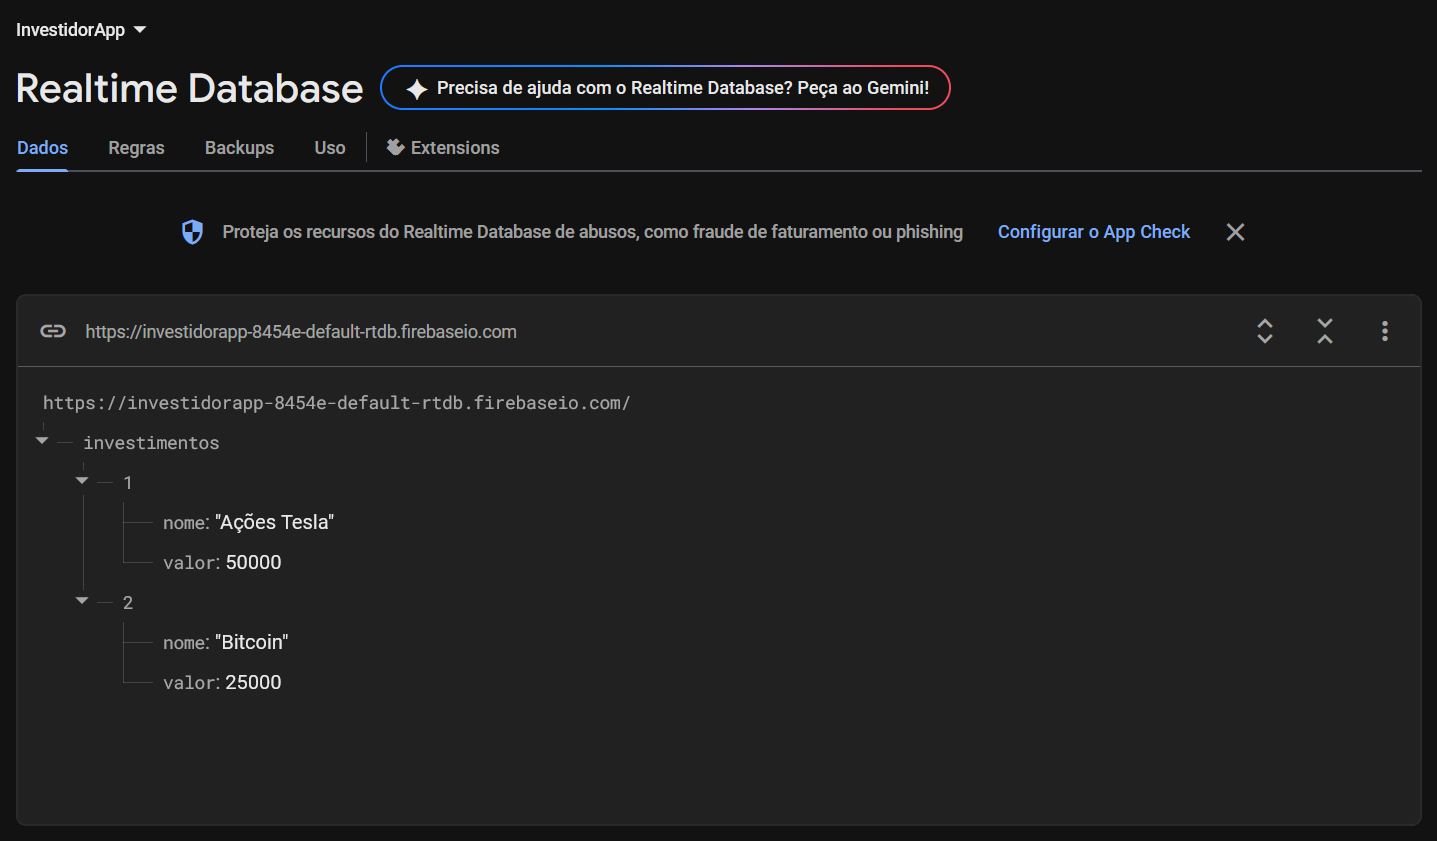 InvestidorApp
Realtime Database
Precisa de ajuda com o Realtime Database? Peça ao Gemini!
Dados Regras Backups Uso Extensions
Proteja os recursos do Realtime Database de abusos, como fraude de faturamento ou phishing Configurar o App Check
https://investidorapp-8454e-default-rtdb.firebaseio.com
https://investidorapp-8454e-default-rtdb.firebaseio.com/
investimentos
1
nome: "Ações Tesla"
valor: 50000
2
nome: "Bitcoin"
valor: 25000